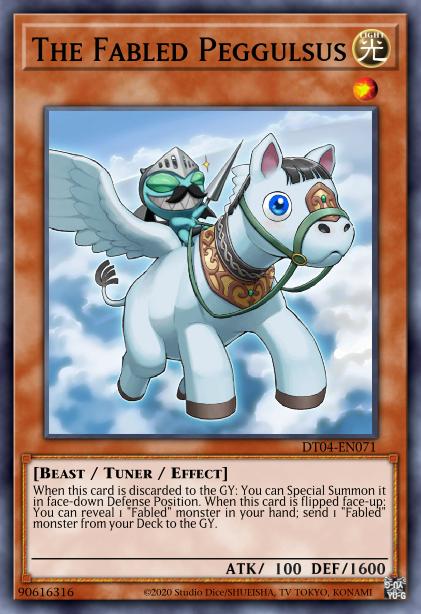 The Fabled Peggulsus
LIGHT
光
DT04-EN071
[Beast / Tuner / Effect]
When this card is discarded to the GY: You can Special Summon it
in face-down Defense Position. When this card is flipped face-up:
You can reveal 1 "Fabled" monster in your hand; send 1 "Fabled"
monster from your Deck to the GY.
ATK/ 100 DEF/1600
90616316
©2020 Studio Dice/SHUEISHA, TV TOKYO, KONAMI